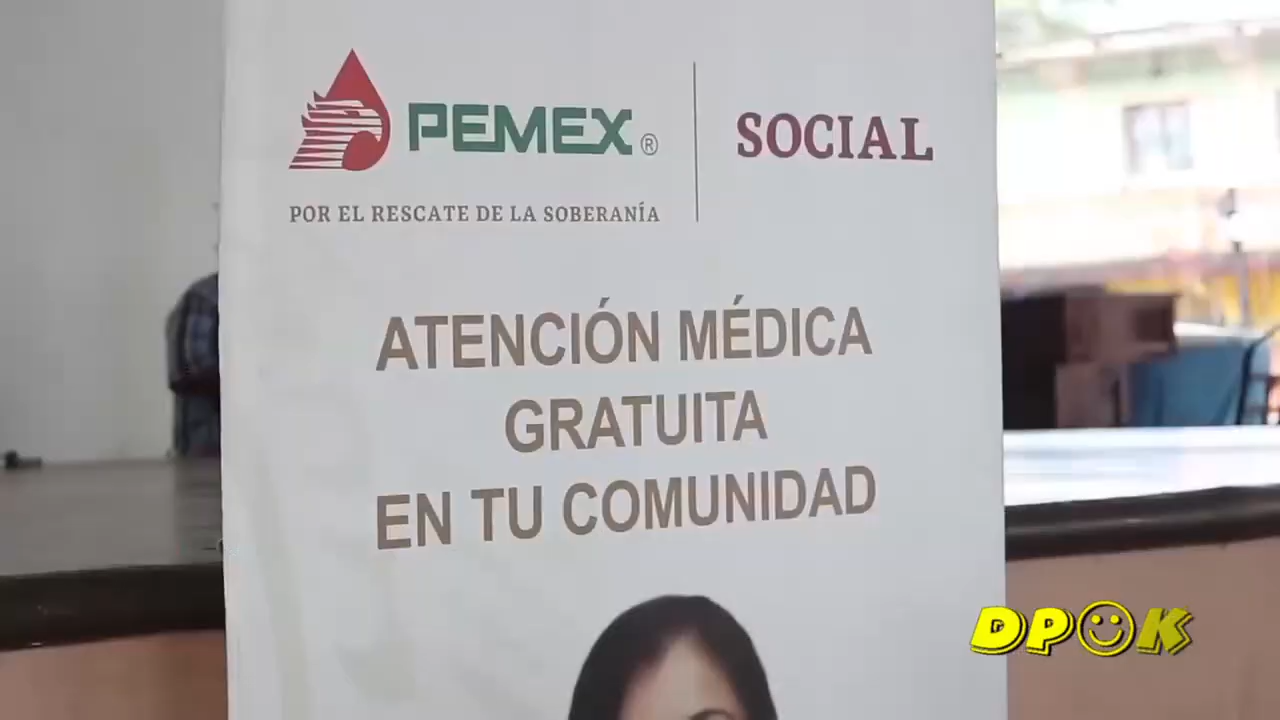 PEMEX ®
SOCIAL
POR EL RESCATE DE LA SOBERANÍA
ATENCIÓN MÉDICA
GRATUITA
EN TU COMUNIDAD
DPOK